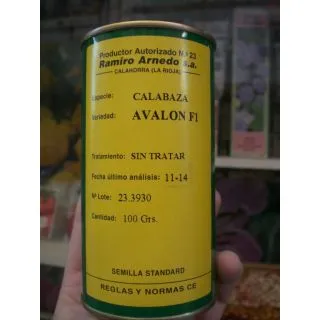 Productor Autorizado Nº 23
Ramiro Arnedo s.a.
CALAHORRA (LA RIOJA)
Especie: CALABAZA
Variedad: AVALON F1
Tratamiento: SIN TRATAR
Fecha último análisis: 11-14
Nº Lote: 23.3930
Cantidad: 100 Grs.
SEMILLA STANDARD
REGLAS Y NORMAS CE